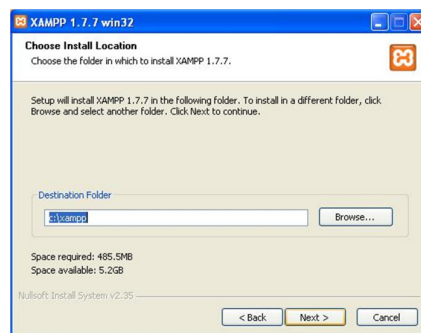 XAMPP 1.7.7 win32
Choose Install Location
Choose the folder in which to install XAMPP 1.7.7.
Setup will install XAMPP 1.7.7 in the following folder. To install in a different folder, click
Browse and select another folder. Click Next to continue.
Destination Folder
c:\xampp
Browse...
Space required: 485.5MB
Space available: 5.2GB
Nullsoft Install System v2.35
< Back
Next >
Cancel